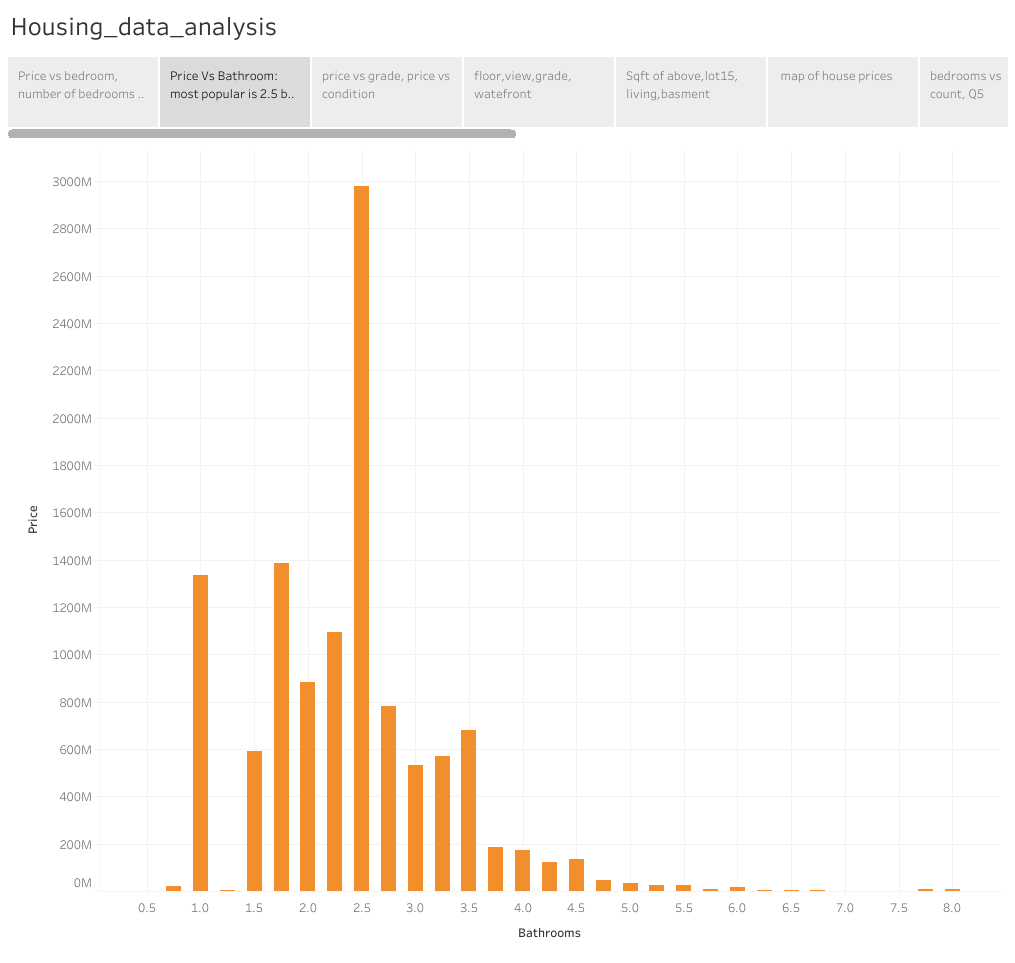 Housing_data_analysis
Price vs bedroom,
number of bedrooms ..
Price Vs Bathroom:
most popular is 2.5 b..
price vs grade, price vs
condition
floor,view,grade,
watefront
Sqft of above,lot15,
living,basment
map of house prices
bedrooms vs
count, Q5
3000M
2800M
2600M
2400M
2200M
2000M
1800M
1600M
1400M
1200M
1000M
800M
600M
400M
200M
0M
Price
0.5 1.0 1.5 2.0 2.5 3.0 3.5 4.0 4.5 5.0 5.5 6.0 6.5 7.0 7.5 8.0
Bathrooms